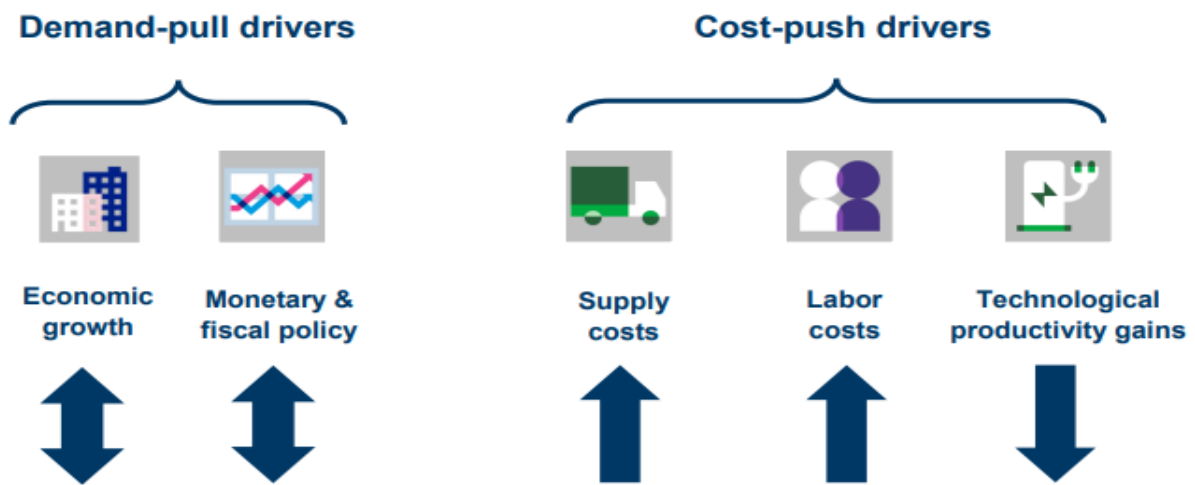 Demand-pull drivers
Cost-push drivers
Economic
growth
Monetary &
fiscal policy
Supply
costs
Labor
costs
Technological
productivity gains